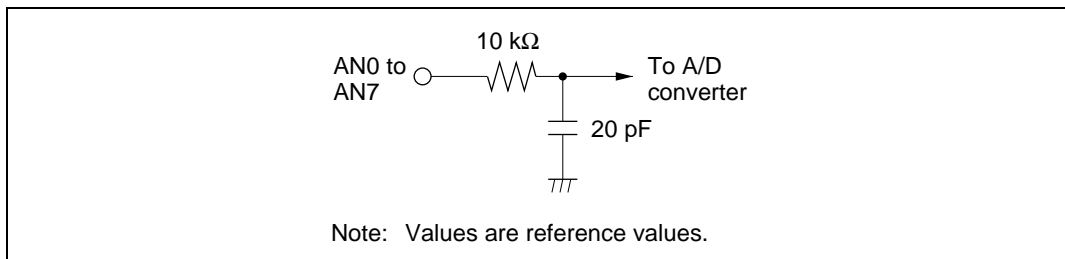 10 kΩ
AN0 to
AN7
To A/D
converter
20 pF
Note: Values are reference values.